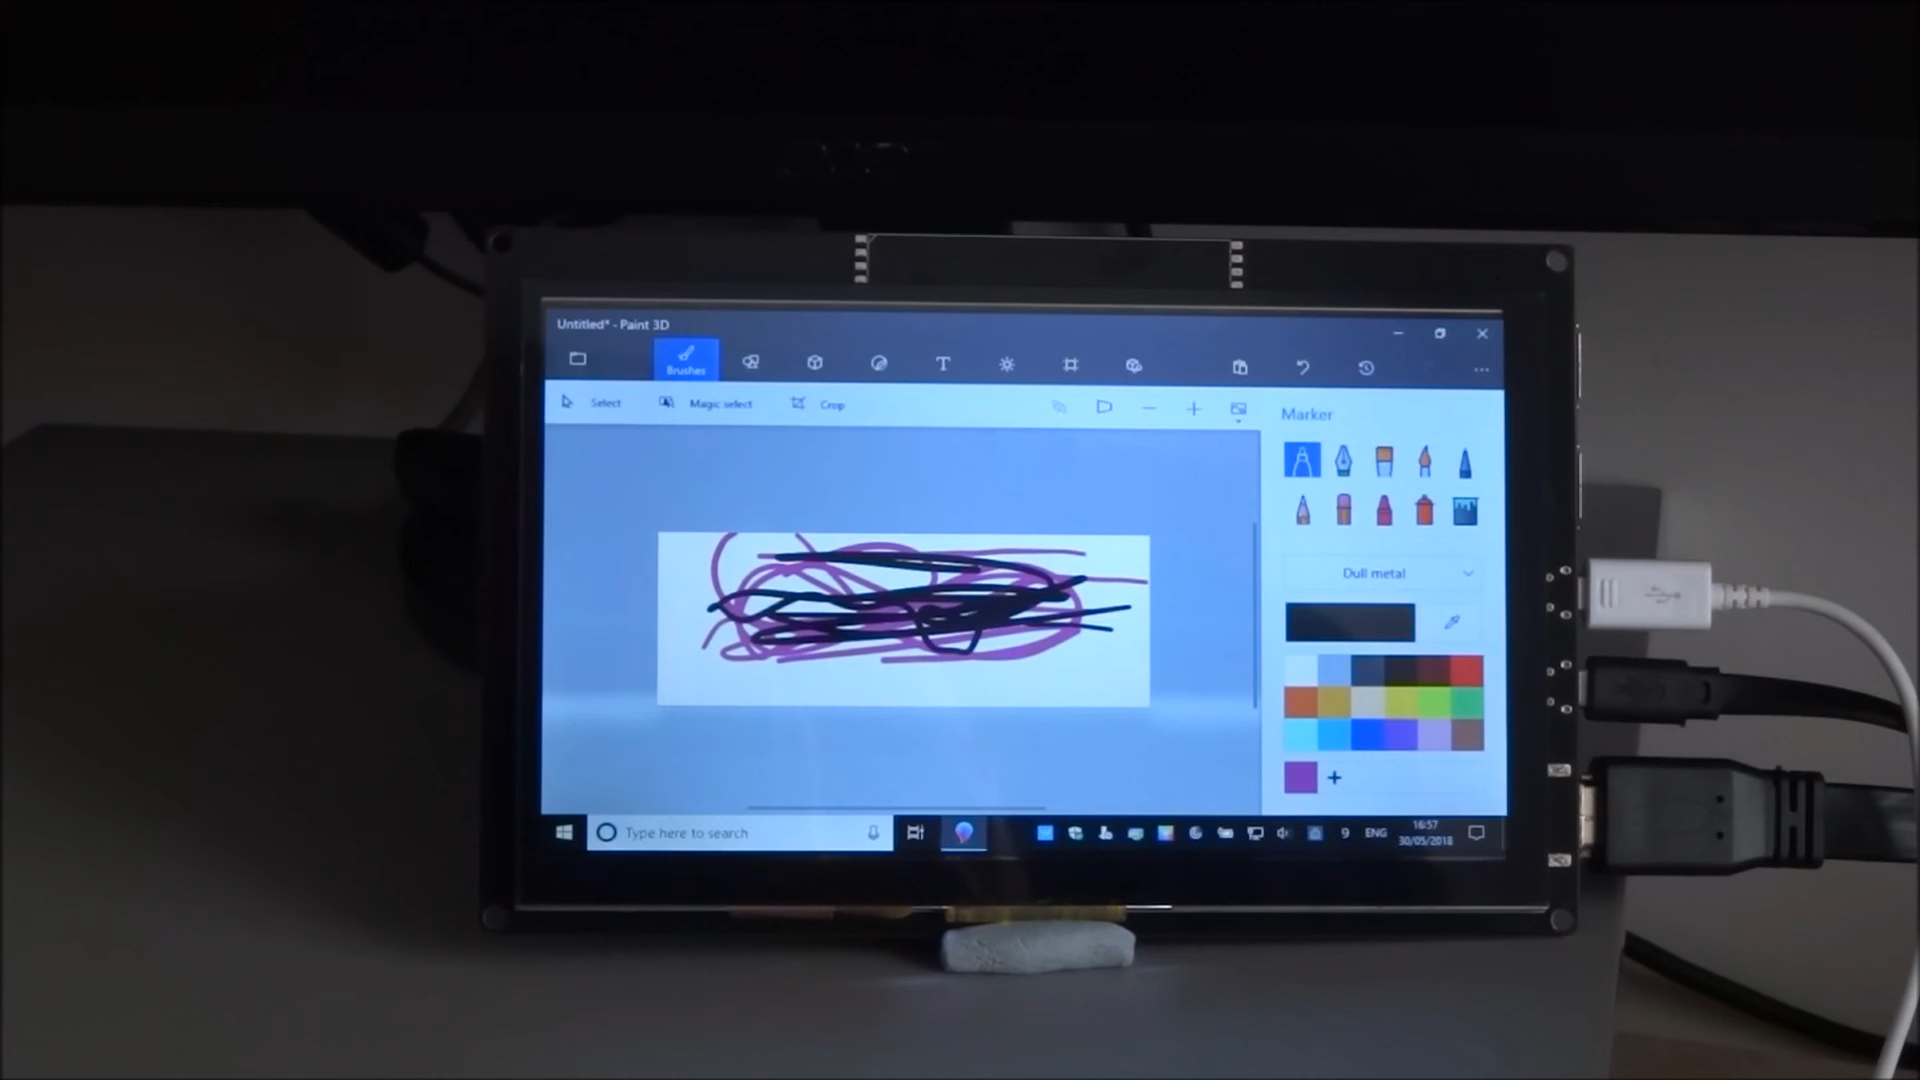 Untitled* - Paint 3D
Brushes
Select Magic select Crop
Marker
Dull metal
Type here to search
9 ENG
16:57
30/05/2018